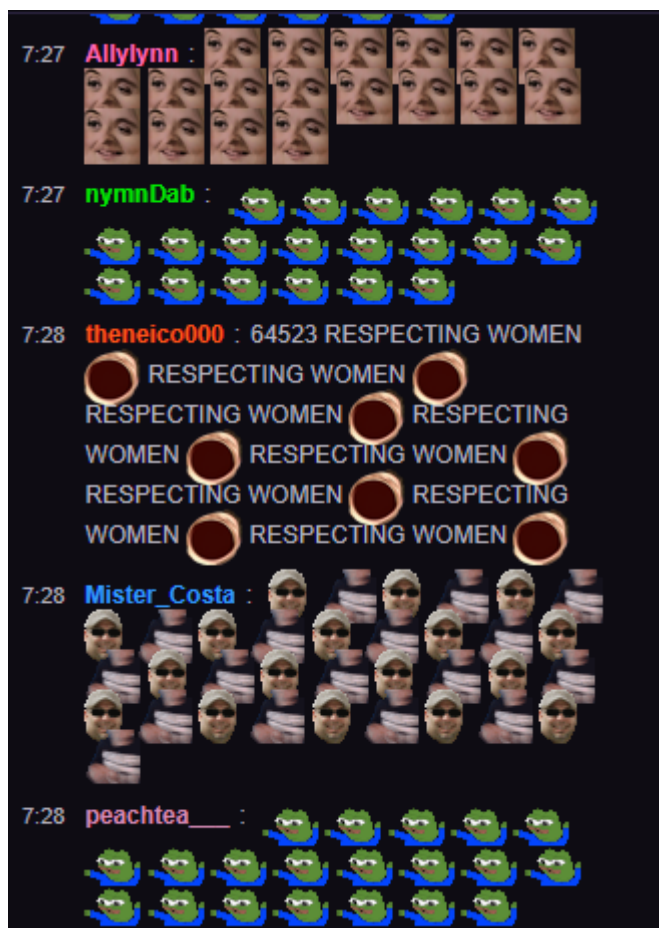 7:27 Allylynn :
7:27 nymnDab :
7:28 theneico000 : 64523 RESPECTING WOMEN
RESPECTING WOMEN
RESPECTING WOMEN RESPECTING
WOMEN RESPECTING WOMEN
RESPECTING WOMEN RESPECTING
WOMEN RESPECTING WOMEN
7:28 Mister_Costa :
7:28 peachtea___ :